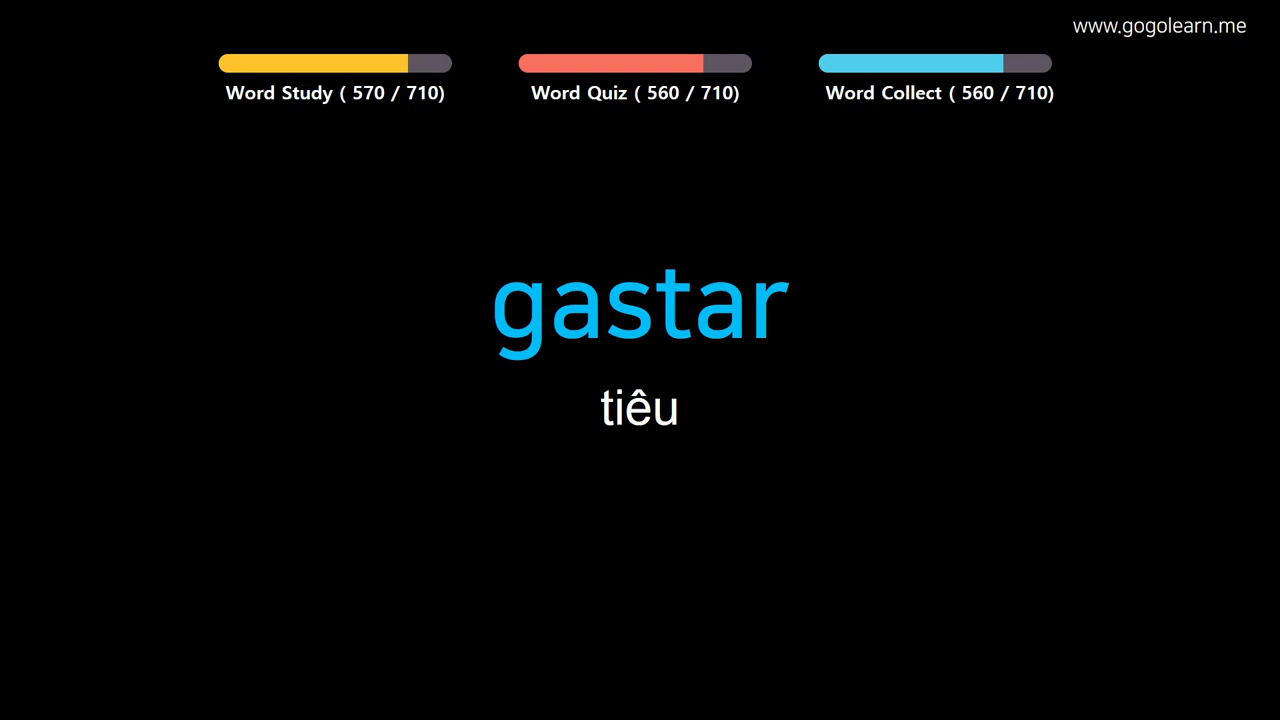 www.gogolearn.me
Word Study ( 570 / 710)
Word Quiz ( 560 / 710)
Word Collect ( 560 / 710)
gastar
tiêu